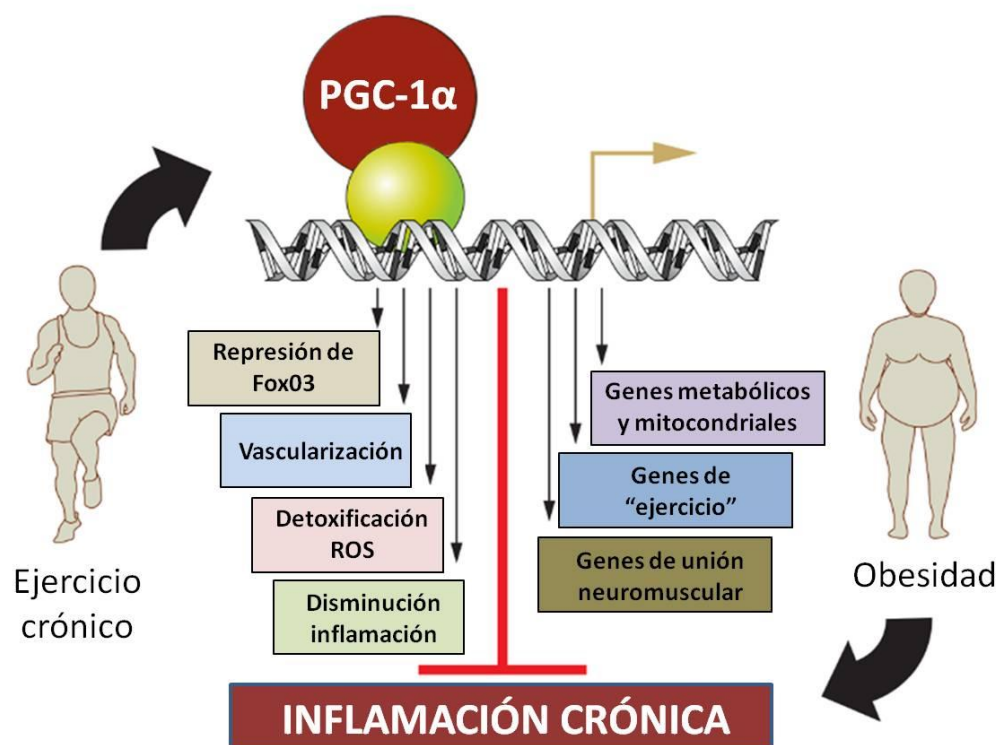 PGC-1α
Represión de
Fox03
Vascularización
Detoxificación
ROS
Disminución
inflamación
Genes metabólicos
y mitocondriales
Genes de
“ejercicio”
Genes de unión
neuromuscular
Ejercicio
crónico
Obesidad
INFLAMACIÓN CRÓNICA